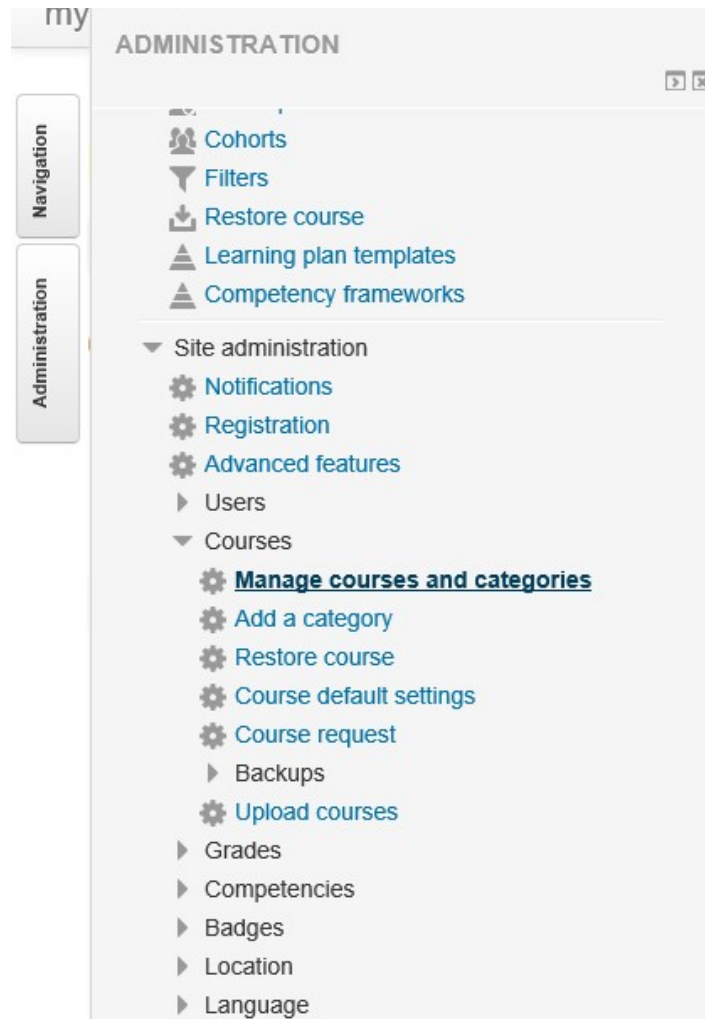 my
ADMINISTRATION
Navigation
Administration
Cohorts
Filters
Restore course
Learning plan templates
Competency frameworks
Site administration
Notifications
Registration
Advanced features
Users
Courses
Manage courses and categories
Add a category
Restore course
Course default settings
Course request
Backups
Upload courses
Grades
Competencies
Badges
Location
Language